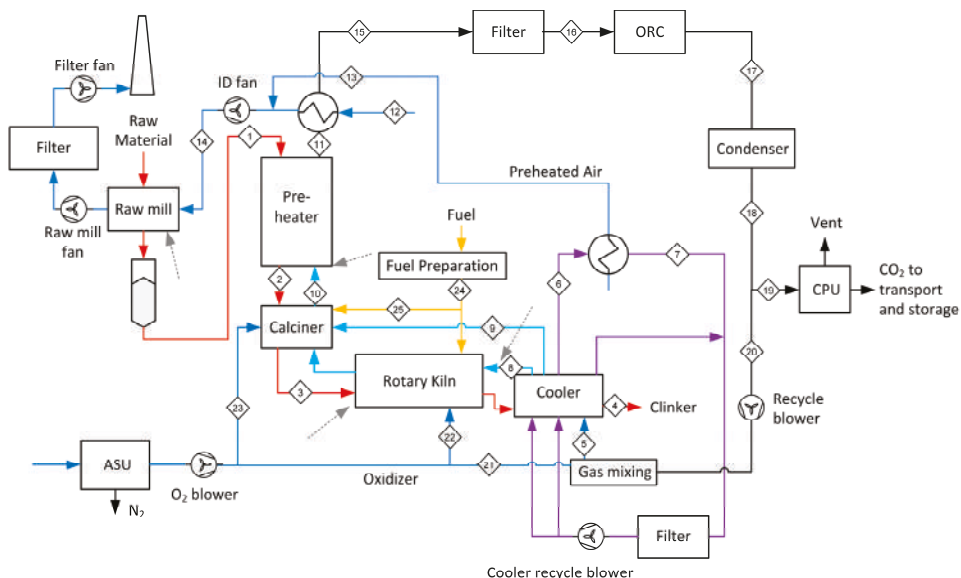 15
Filter
16
ORC
Filter fan
ID fan
13
17
12
Raw
Material
1
11
14
Filter
Condenser
Pre-
heater
Preheated Air
Raw mill
Raw mill
fan
Fuel
18
Vent
Fuel Preparation
6
7
2
10
24
19
CPU
CO2 to
transport
and storage
25
Calciner
9
20
8
Rotary Kiln
Cooler
3
4
Clinker
Recycle
blower
23
22
5
ASU
21
Gas mixing
O2 blower
Oxidizer
N2
Filter
Cooler recycle blower